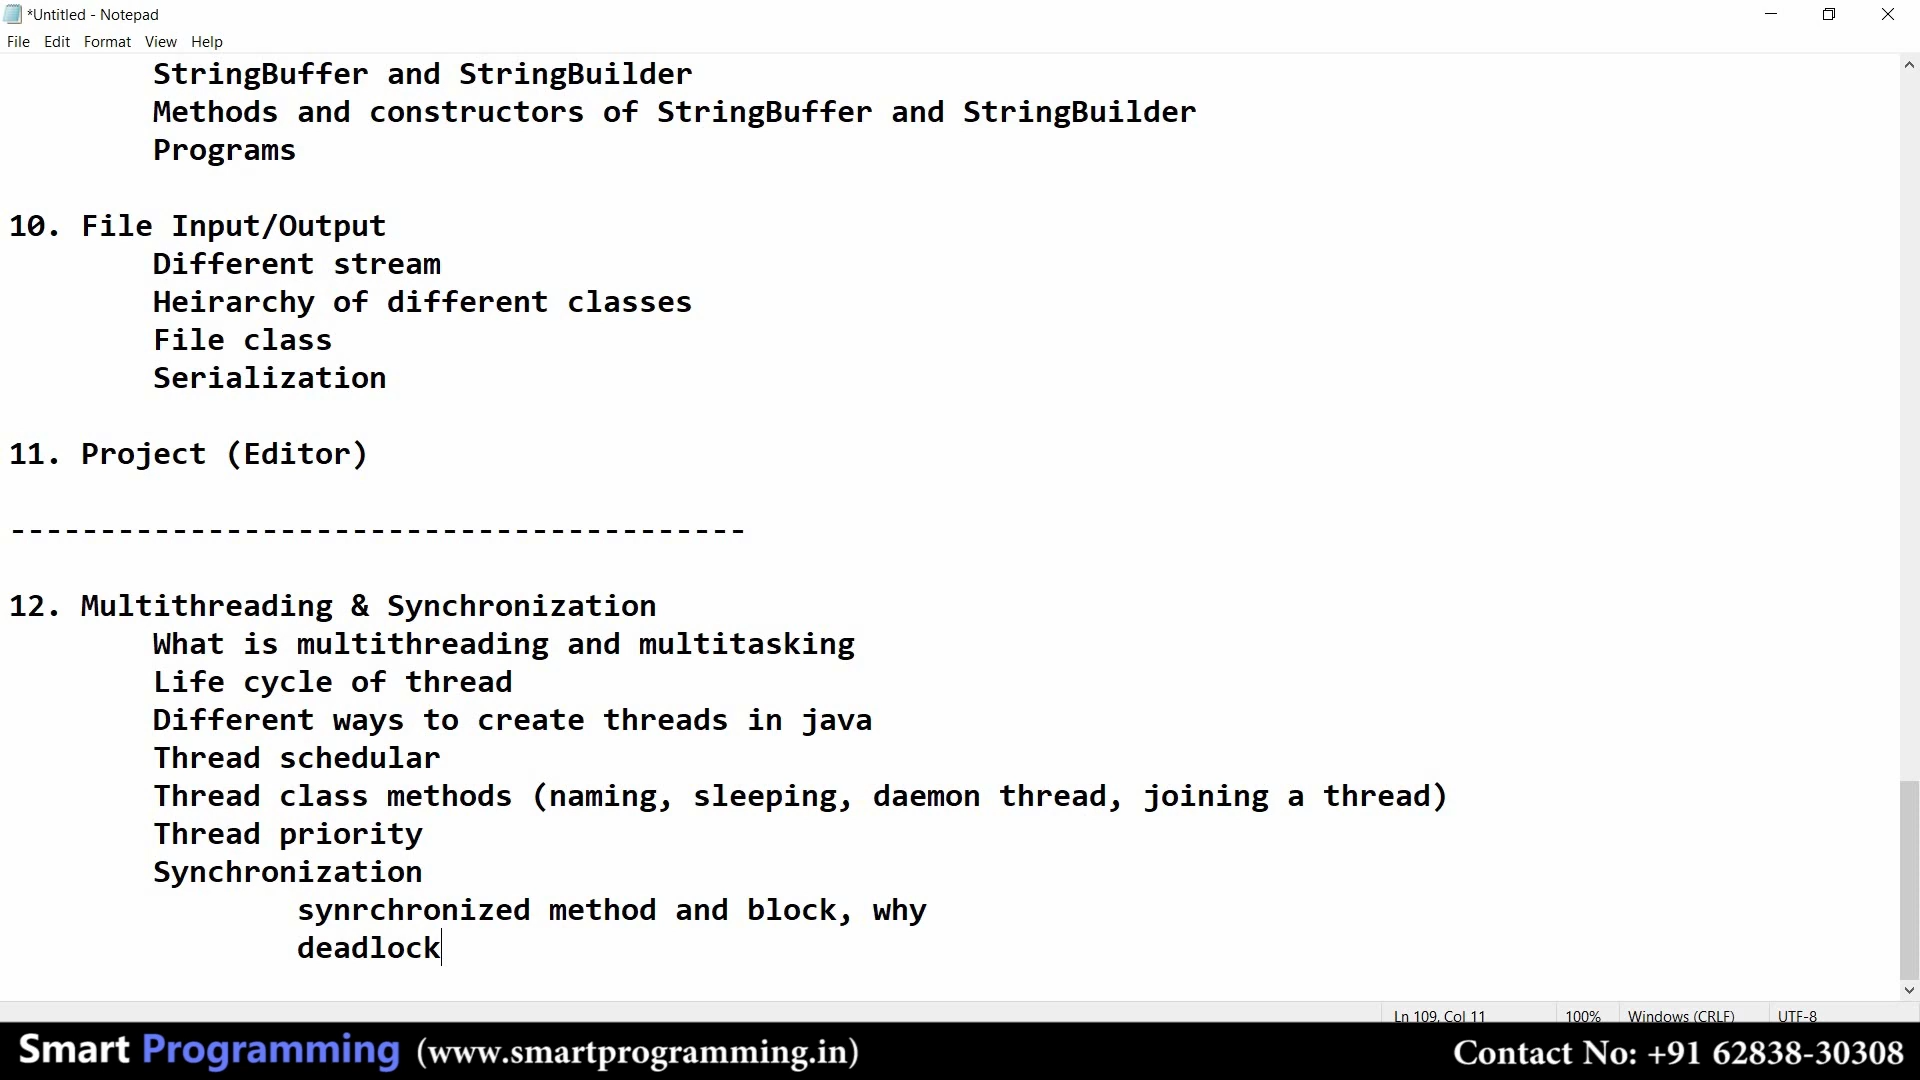 *Untitled - Notepad
File Edit Format View Help
StringBuffer and StringBuilder
Methods and constructors of StringBuffer and StringBuilder
Programs
10. File Input/Output
Different stream
Heirarchy of different classes
File class
Serialization
11. Project (Editor)
-----------------------------------------
12. Multithreading & Synchronization
What is multithreading and multitasking
Life cycle of thread
Different ways to create threads in java
Thread schedular
Thread class methods (naming, sleeping, daemon thread, joining a thread)
Thread priority
Synchronization
synrchronized method and block, why
deadlock
Ln 109, Col 11 100% Windows (CRLF) UTF-8
Smart Programming (www.smartprogramming.in) Contact No: +91 62838-30308